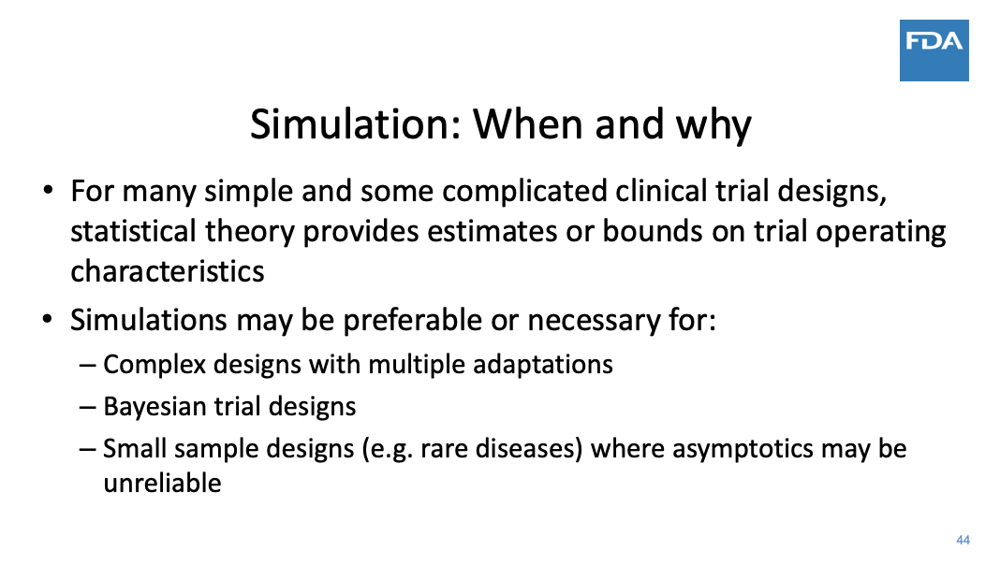 FDA
Simulation: When and why
• For many simple and some complicated clinical trial designs,
statistical theory provides estimates or bounds on trial operating
characteristics
• Simulations may be preferable or necessary for:
– Complex designs with multiple adaptations
– Bayesian trial designs
– Small sample designs (e.g. rare diseases) where asymptotics may be
unreliable
44